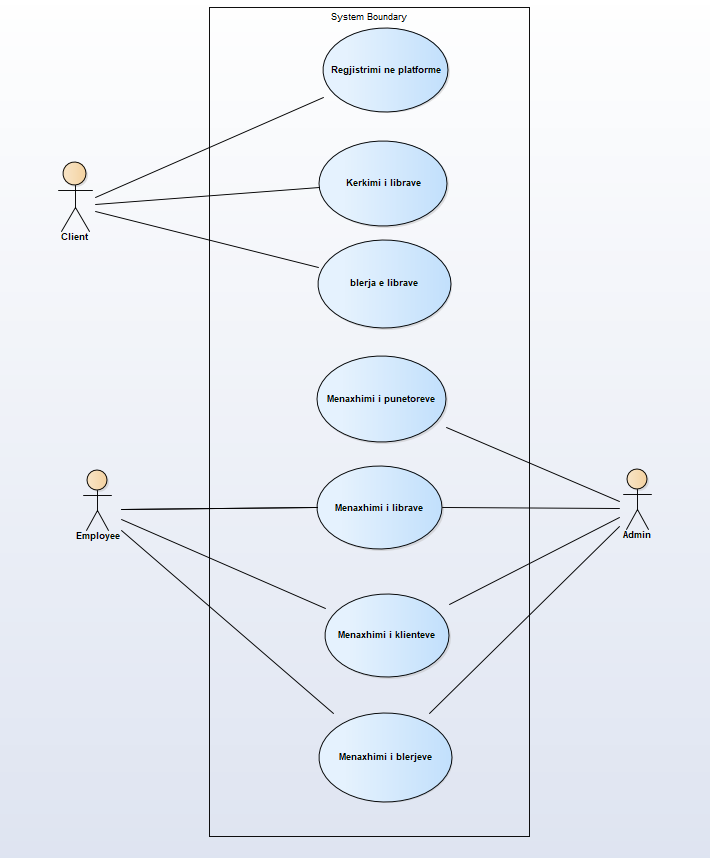 System Boundary
Regjistrimi ne platforme
Kerkimi i librave
Client
blerja e librave
Menaxhimi i punetoreve
Menaxhimi i librave
Employee
Admin
Menaxhimi i klienteve
Menaxhimi i blerjeve